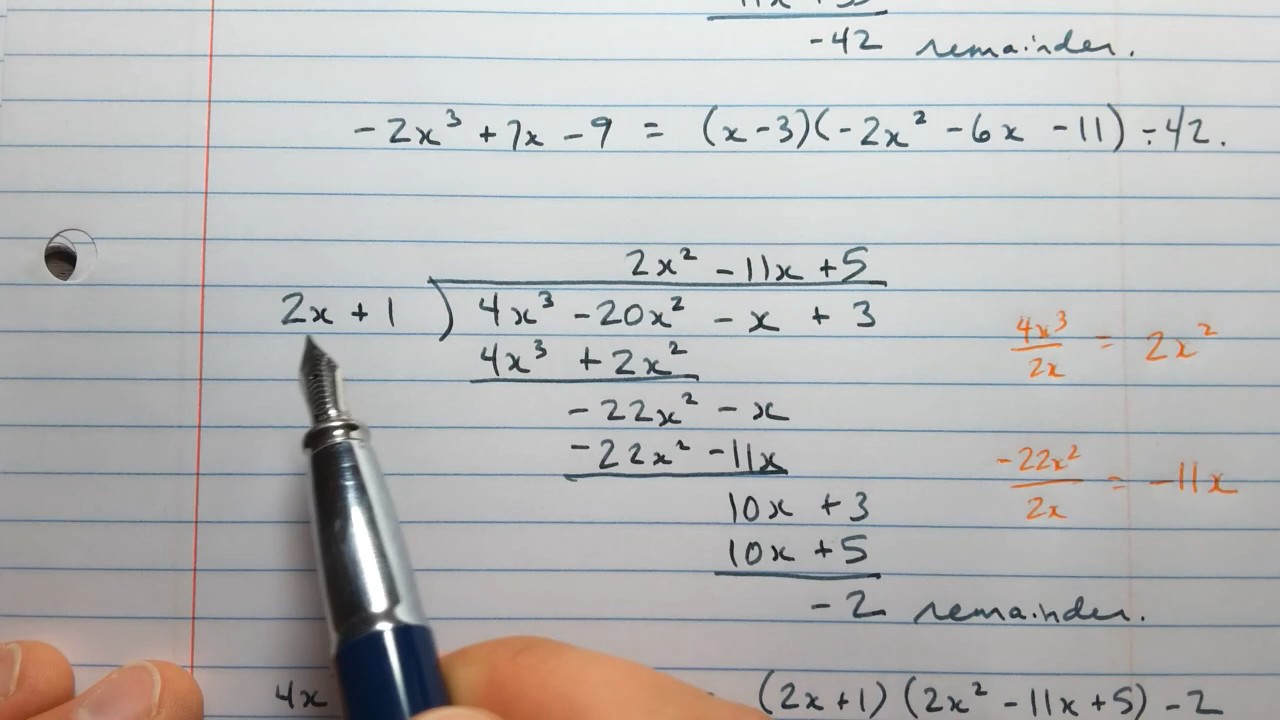 -42 remainder.
-2x³ + 7x - 9 = (x - 3)(-2x² - 6x - 11) - 42.
2x² - 11x + 5
2x + 1 ) 4x³ - 20x² - x + 3
4x³ + 2x²
4x³/2x = 2x²
-22x² - x
-22x² - 11x
-22x²/2x = -11x
10x + 3
10x + 5
-2 remainder.
4x = (2x+1) (2x² - 11x + 5) - 2